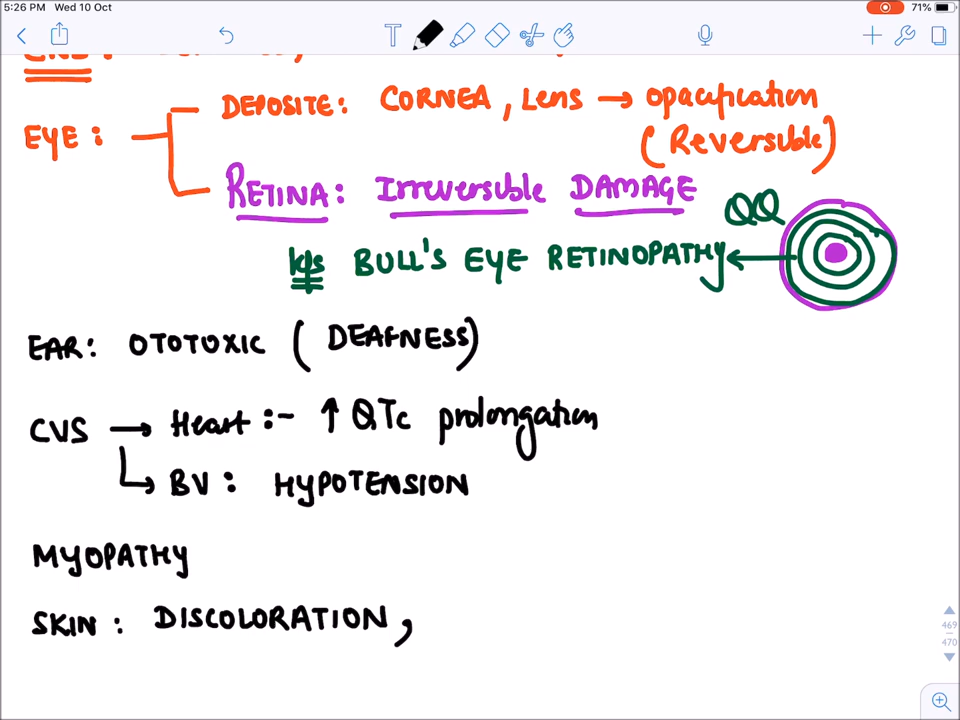 5:26 PM Wed 10 Oct
71%
T
EYE :
DEPOSITE : CORNEA , Lens → opacification
( Reversible )
RETINA : Irreversible DAMAGE
QQ
k/s BULL'S EYE RETINOPATHY ←
EAR : OTOTOXIC ( DEAFNESS )
CVS → Heart :- ↑ QTc prolongation
↳ BV : HYPOTENSION
MYOPATHY
SKIN : DISCOLORATION ,
469
470